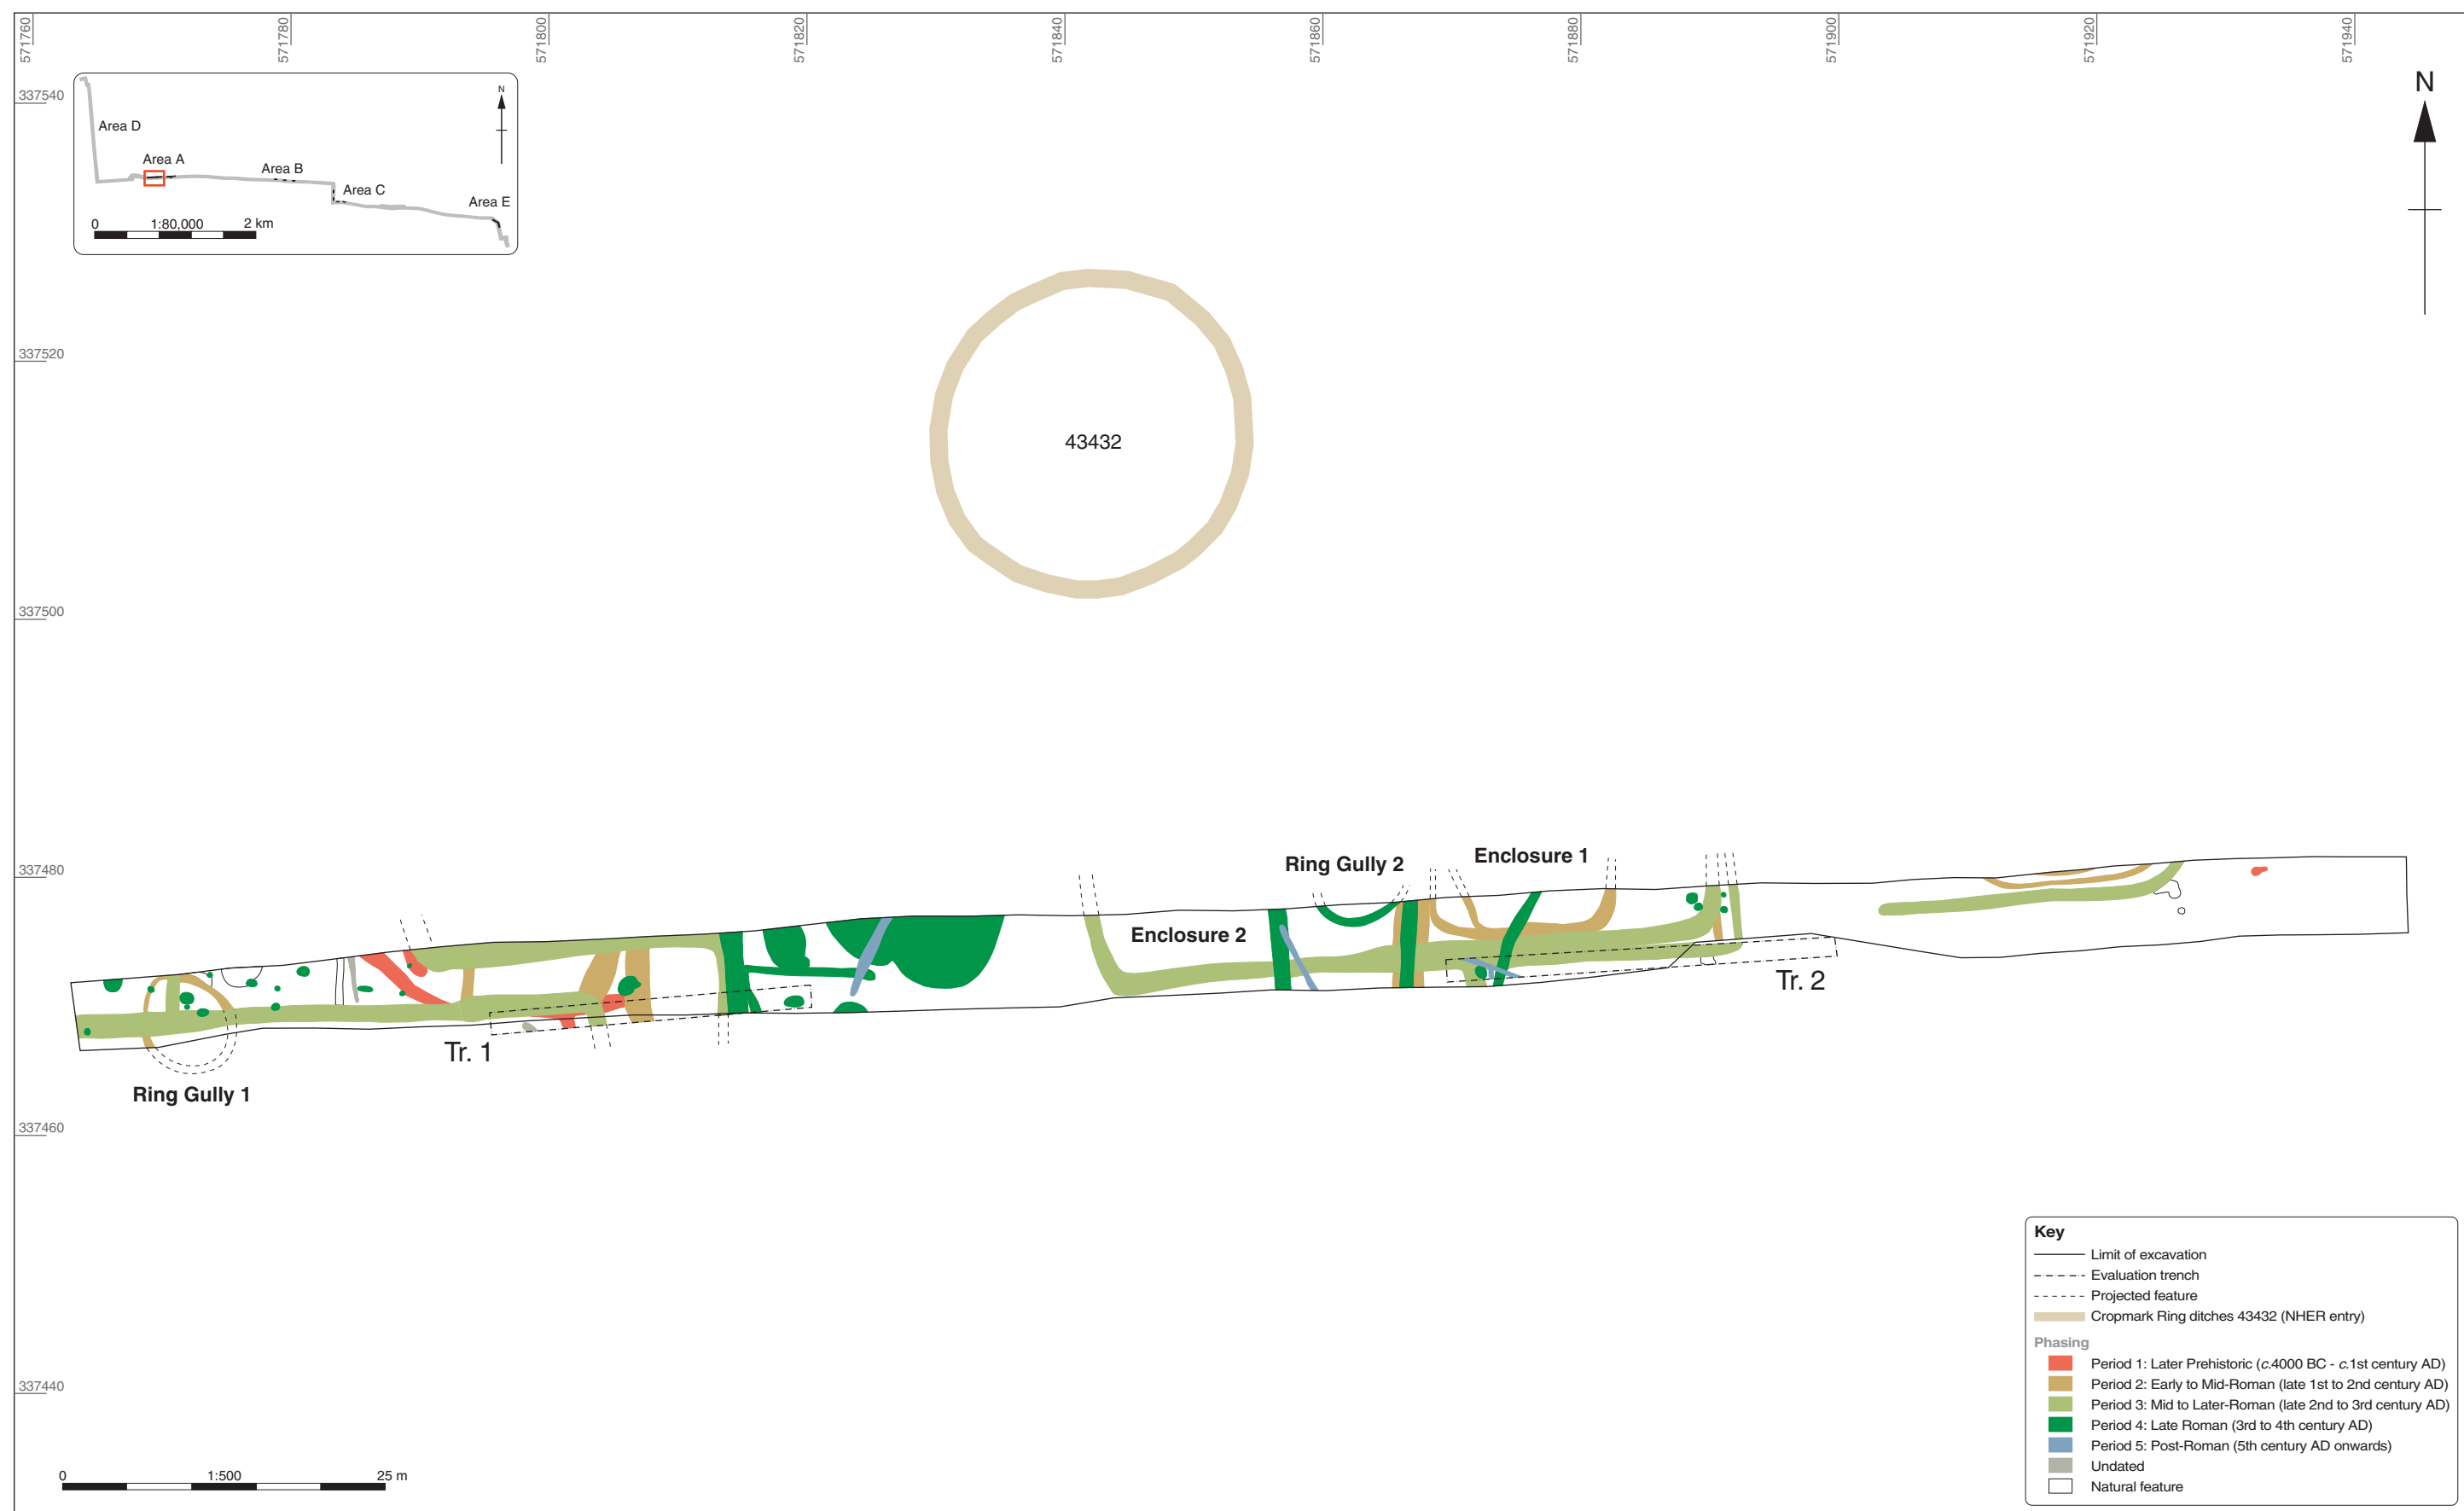 571760
571780
571800
571820
571840
571860
571880
571900
571920
571940
337540
337520
337500
337480
337460
337440
N
Area D
Area A
Area B
Area C
Area E
N
0 1:80,000 2 km
43432
Ring Gully 2
Enclosure 1
Enclosure 2
Tr. 2
Tr. 1
Ring Gully 1
Key
Limit of excavation
Evaluation trench
Projected feature
Cropmark Ring ditches 43432 (NHER entry)
Phasing
Period 1: Later Prehistoric (c.4000 BC - c.1st century AD)
Period 2: Early to Mid-Roman (late 1st to 2nd century AD)
Period 3: Mid to Later-Roman (late 2nd to 3rd century AD)
Period 4: Late Roman (3rd to 4th century AD)
Period 5: Post-Roman (5th century AD onwards)
Undated
Natural feature
0 1:500 25 m